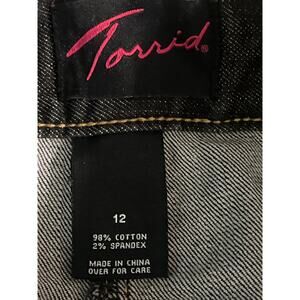 Torrid®
12
98% COTTON
2% SPANDEX
MADE IN CHINA
OVER FOR CARE